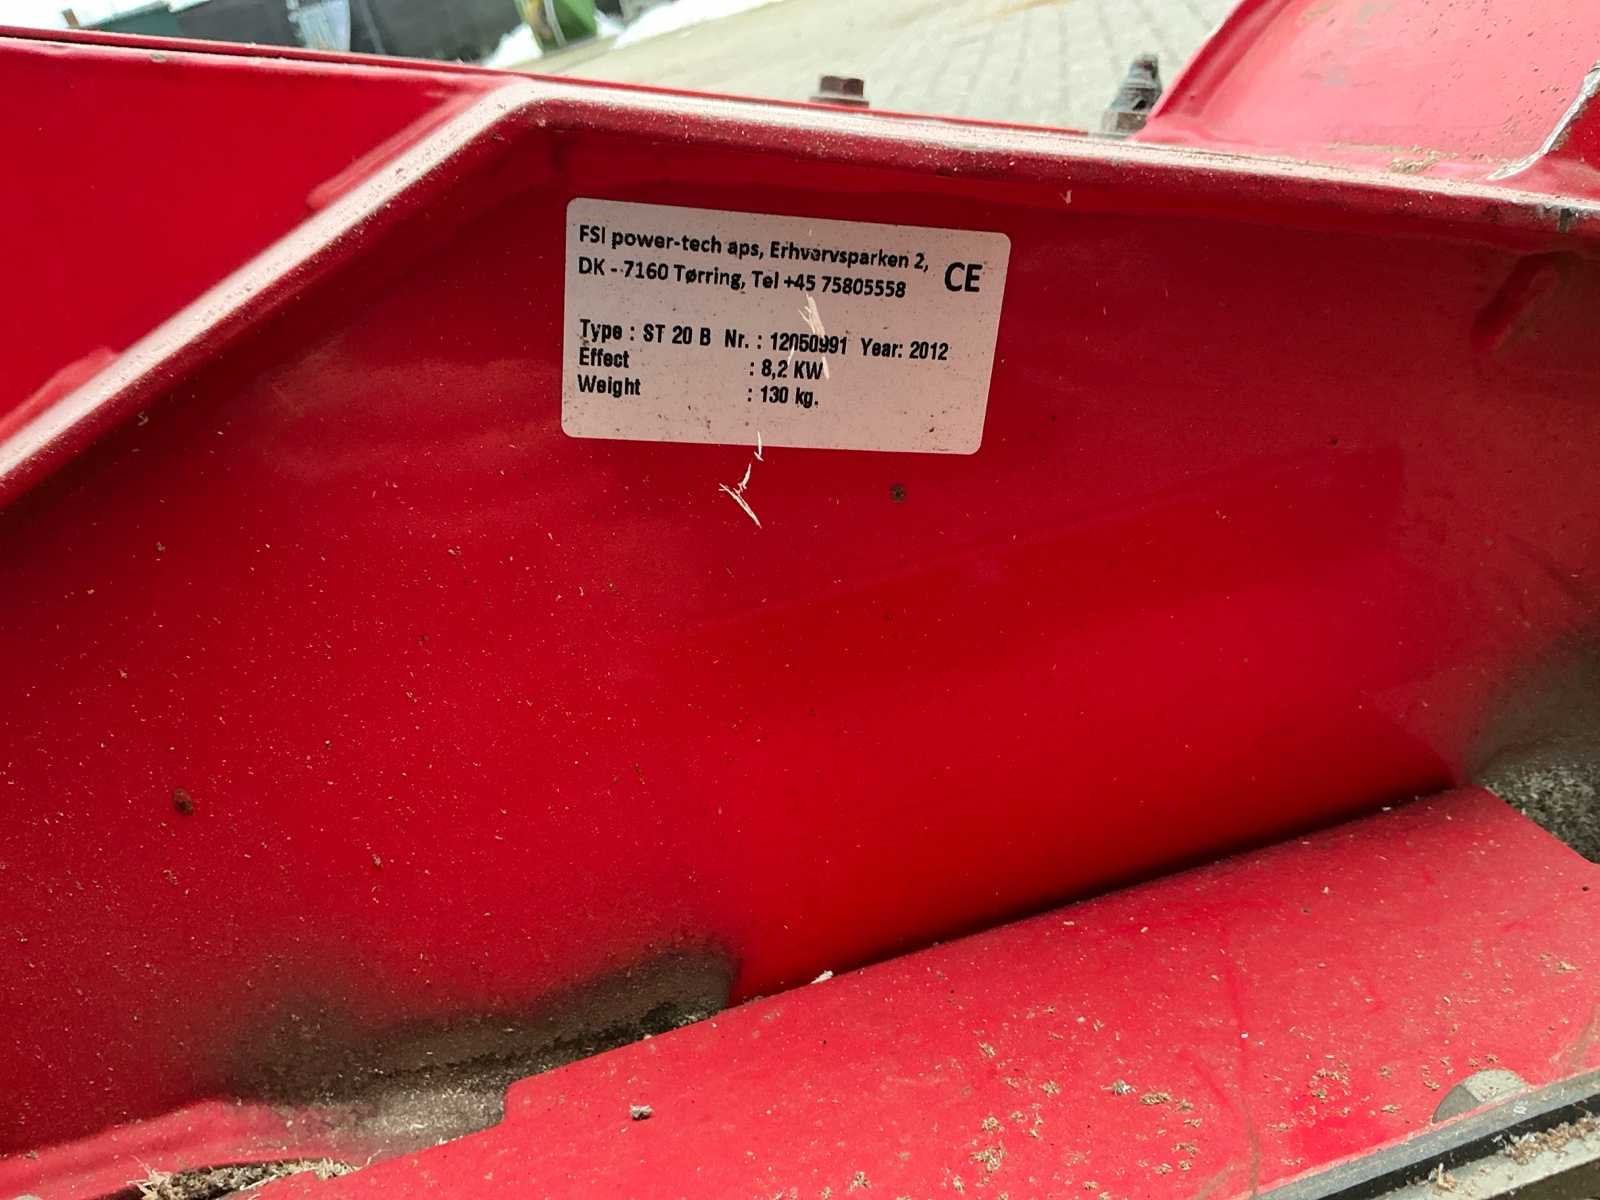 FSI power-tech aps, Erhvervsparken 2,
DK - 7160 Tørring, Tel +45 75805558 CE
Type : ST 20 B Nr. : 12050991 Year: 2012
Effect : 8,2 KW
Weight : 130 kg.